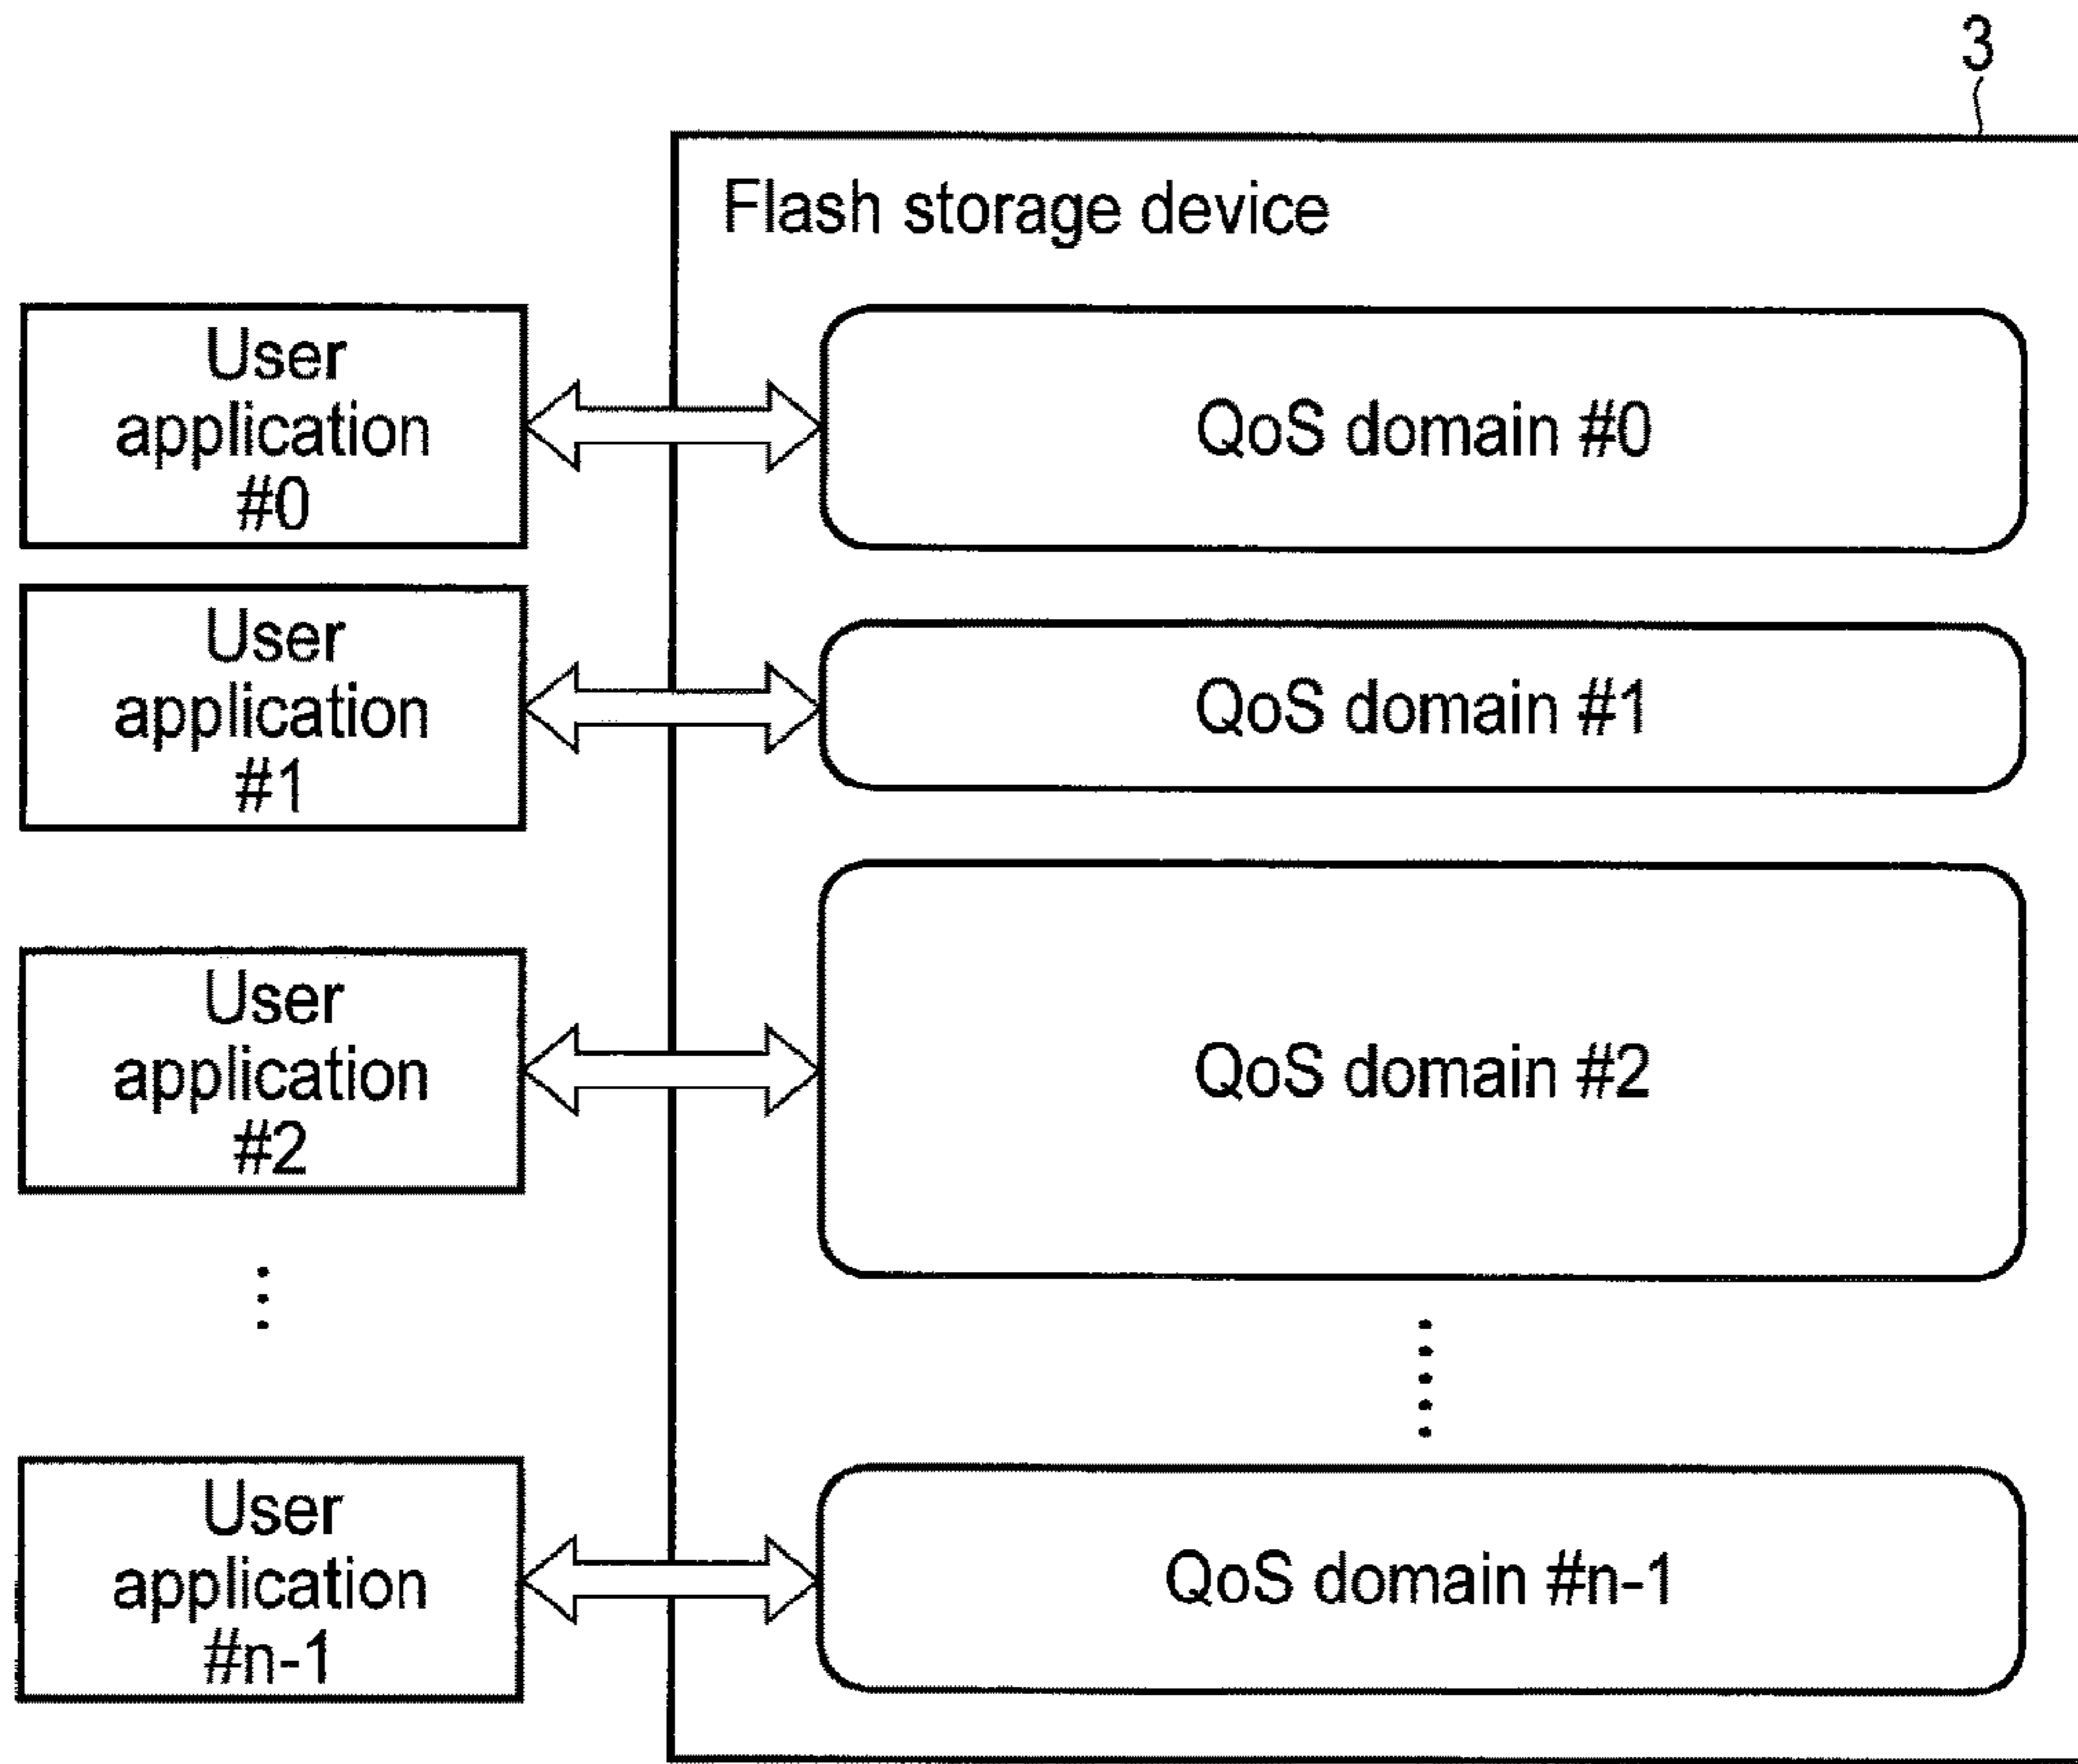 3
Flash storage device
User
application
#0
QoS domain #0
User
application
#1
QoS domain #1
User
application
#2
QoS domain #2
User
application
#n-1
QoS domain #n-1